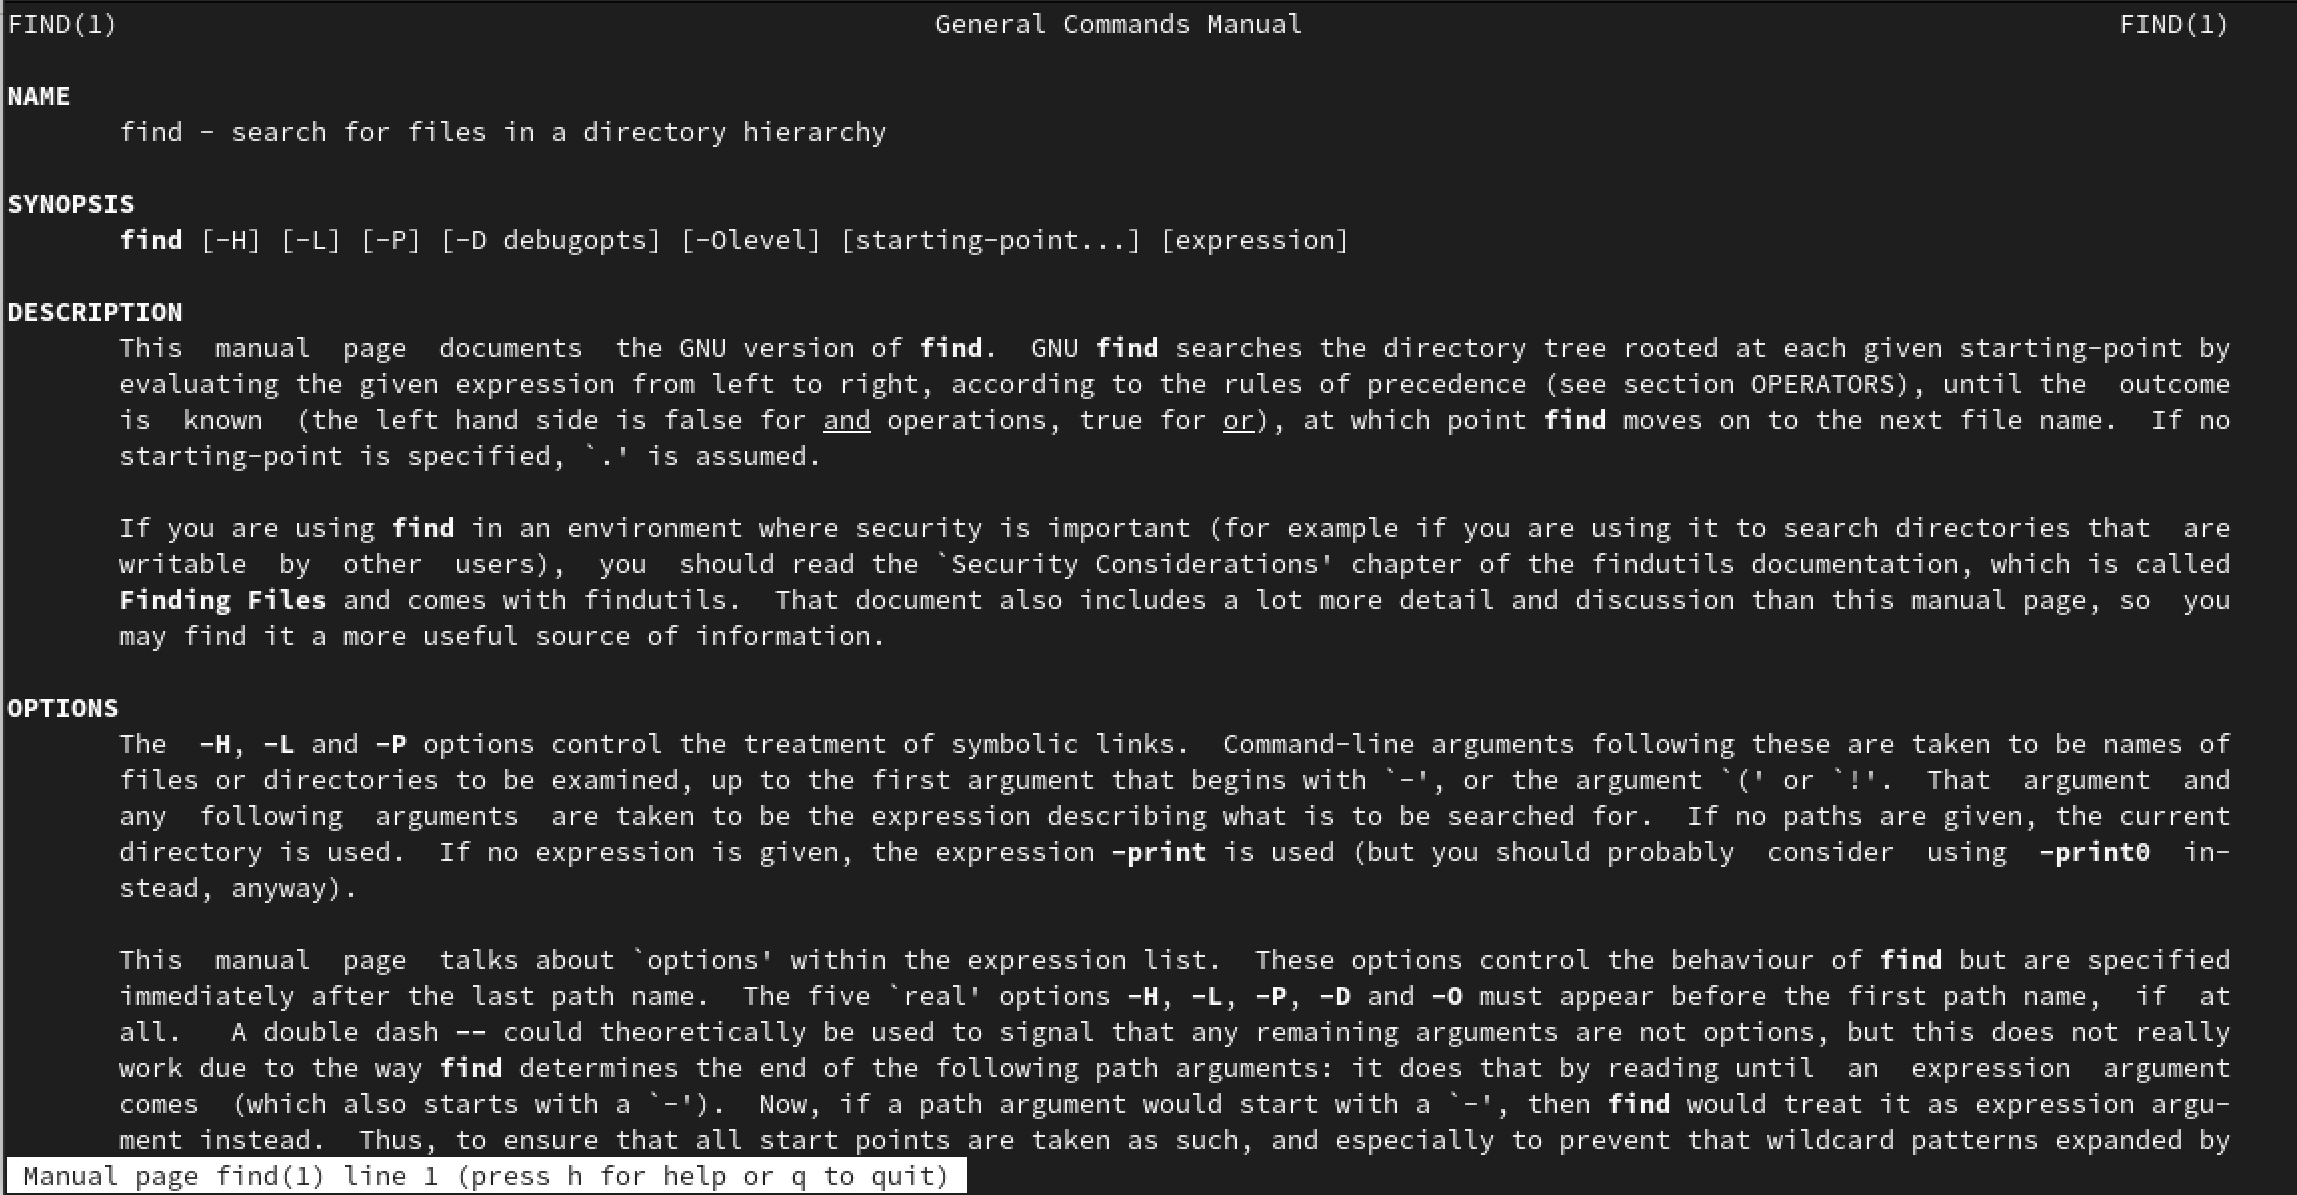 FIND(1) General Commands Manual FIND(1)
NAME
find - search for files in a directory hierarchy
SYNOPSIS
find [-H] [-L] [-P] [-D debugopts] [-Olevel] [starting-point...] [expression]
DESCRIPTION
This manual page documents the GNU version of find. GNU find searches the directory tree rooted at each given starting-point by
evaluating the given expression from left to right, according to the rules of precedence (see section OPERATORS), until the outcome
is known (the left hand side is false for and operations, true for or), at which point find moves on to the next file name. If no
starting-point is specified, `.' is assumed.
If you are using find in an environment where security is important (for example if you are using it to search directories that are
writable by other users), you should read the `Security Considerations' chapter of the findutils documentation, which is called
Finding Files and comes with findutils. That document also includes a lot more detail and discussion than this manual page, so you
may find it a more useful source of information.
OPTIONS
The -H, -L and -P options control the treatment of symbolic links. Command-line arguments following these are taken to be names of
files or directories to be examined, up to the first argument that begins with `-', or the argument `(' or `!'. That argument and
any following arguments are taken to be the expression describing what is to be searched for. If no paths are given, the current
directory is used. If no expression is given, the expression -print is used (but you should probably consider using -print0 in-
stead, anyway).
This manual page talks about `options' within the expression list. These options control the behaviour of find but are specified
immediately after the last path name. The five `real' options -H, -L, -P, -D and -O must appear before the first path name, if at
all. A double dash -- could theoretically be used to signal that any remaining arguments are not options, but this does not really
work due to the way find determines the end of the following path arguments: it does that by reading until an expression argument
comes (which also starts with a `-'). Now, if a path argument would start with a `-', then find would treat it as expression argu-
ment instead. Thus, to ensure that all start points are taken as such, and especially to prevent that wildcard patterns expanded by
Manual page find(1) line 1 (press h for help or q to quit)